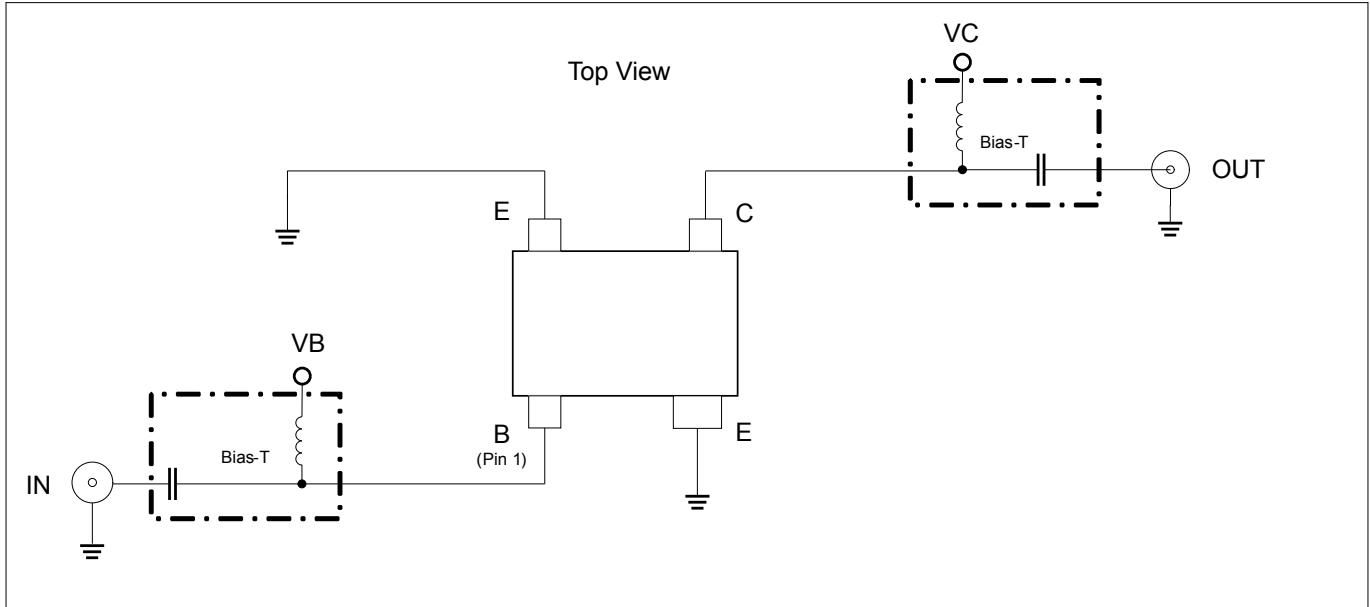 VC
Top View
Bias-T
OUT
E
C
VB
B
(Pin 1)
E
Bias-T
IN